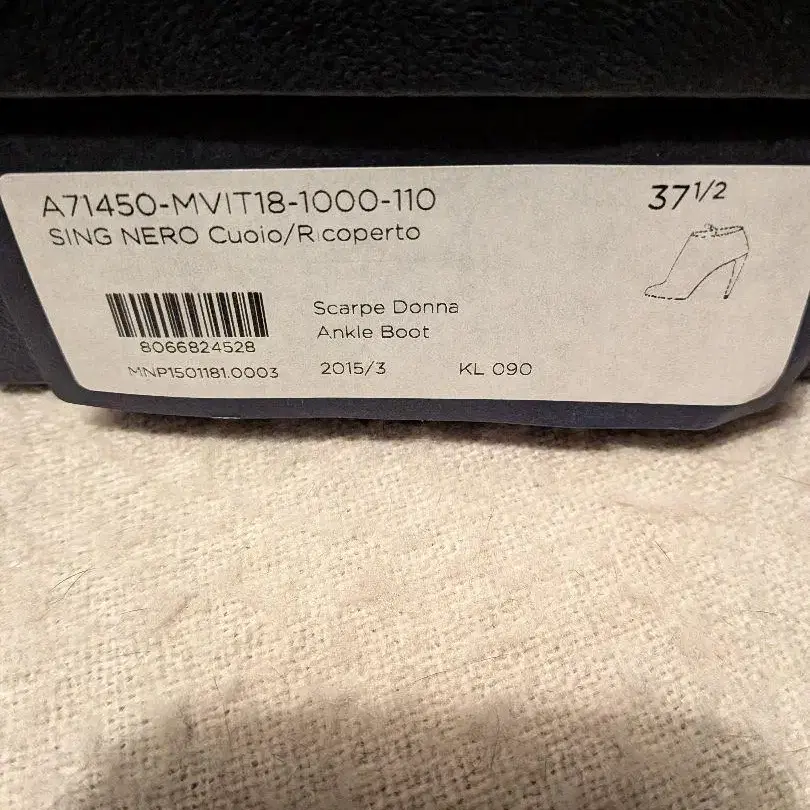 A71450-MVIT18-1000-110
37 1/2
SING NERO Cuoio/Ricoperto
Scarpe Donna
Ankle Boot
8066824528
MNP1501181.0003
2015/3
KL 090